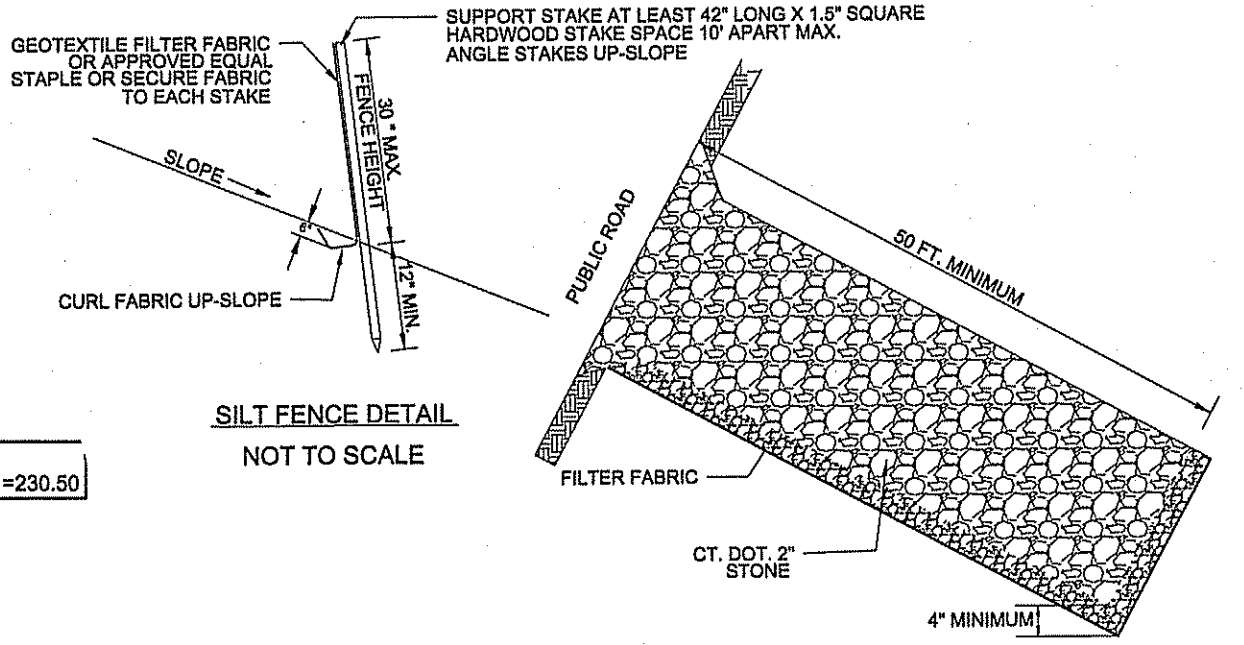 SUPPORT STAKE AT LEAST 42" LONG X 1.5" SQUARE
HARDWOOD STAKE SPACE 10' APART MAX.
ANGLE STAKES UP-SLOPE
GEOTEXTILE FILTER FABRIC
OR APPROVED EQUAL
STAPLE OR SECURE FABRIC
TO EACH STAKE
30 " MAX.
FENCE HEIGHT
SLOPE
6"
12" MIN.
CURL FABRIC UP-SLOPE
SILT FENCE DETAIL
NOT TO SCALE
=230.50
PUBLIC ROAD
50 FT. MINIMUM
FILTER FABRIC
CT. DOT. 2"
STONE
4" MINIMUM